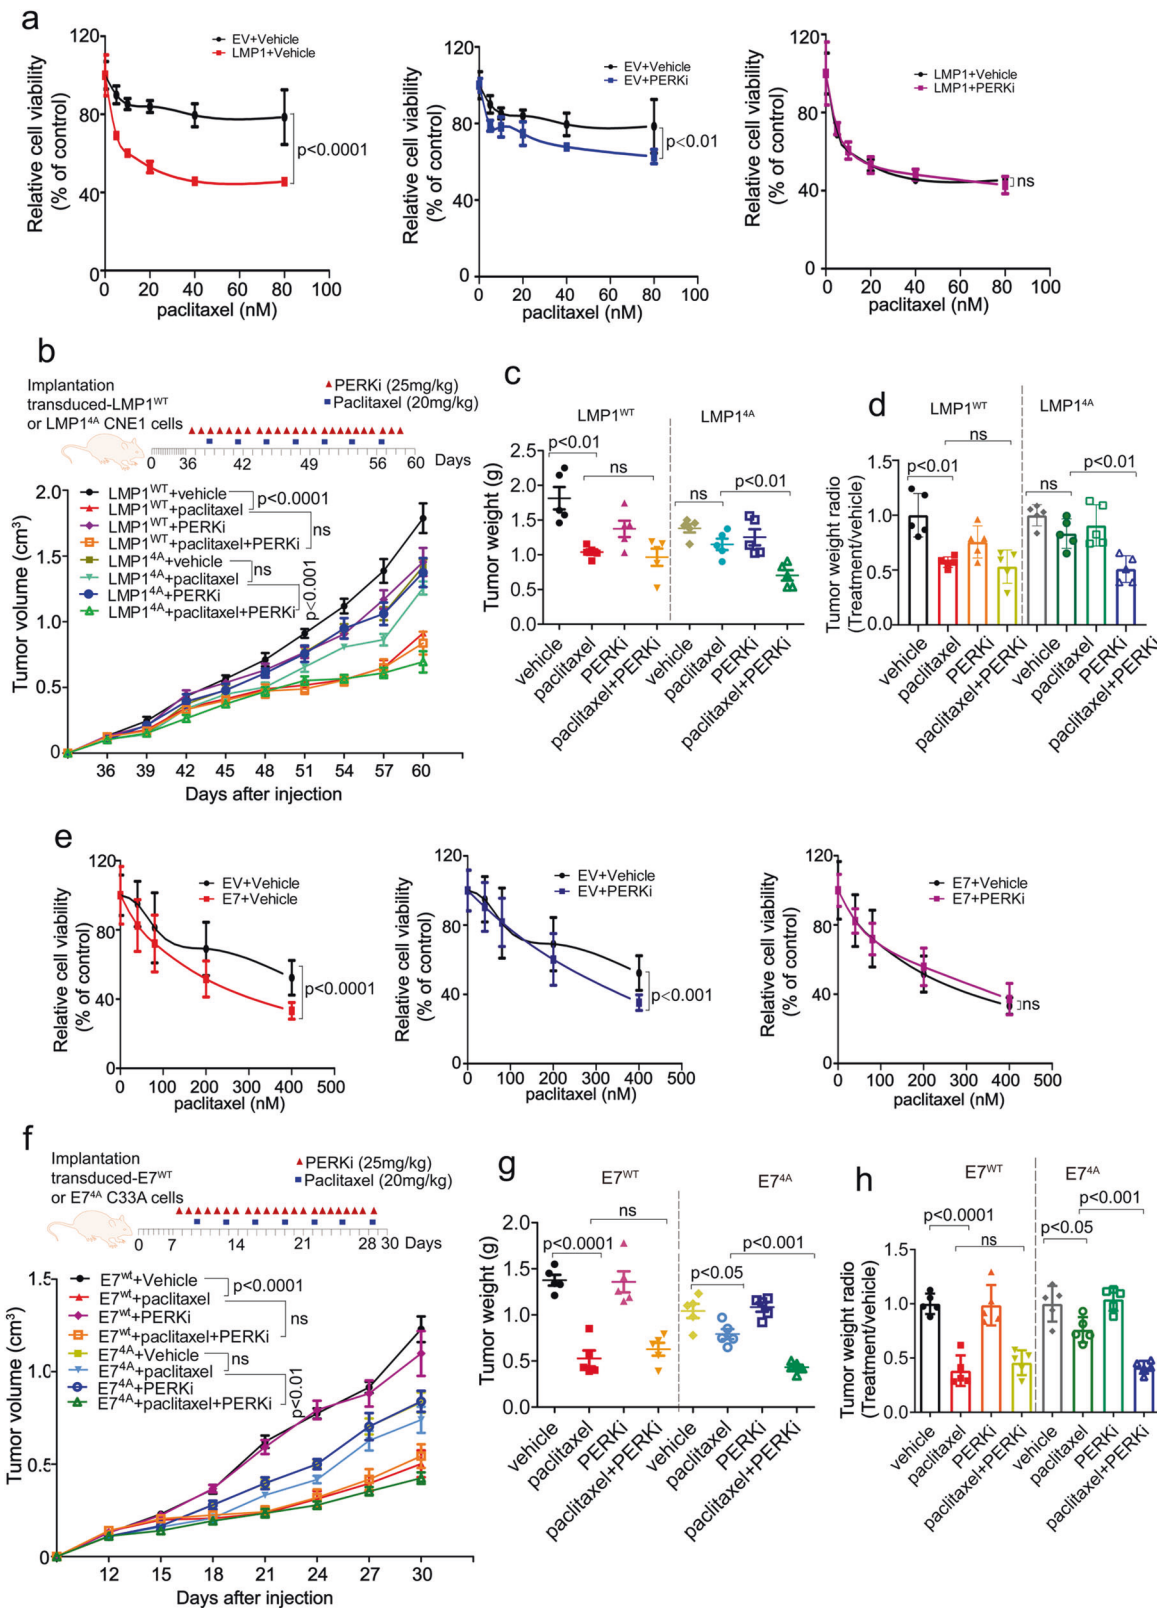 a
EV+Vehicle
LMP1+Vehicle
Relative cell viability
(% of control)
120
80
40
0
p<0.0001
0 20 40 60 80 100
paclitaxel (nM)
EV+Vehicle
EV+PERKi
Relative cell viability
(% of control)
120
80
40
0
p<0.01
0 20 40 60 80 100
paclitaxel (nM)
LMP1+Vehicle
LMP1+PERKi
Relative cell viability
(% of control)
120
80
40
0
ns
0 20 40 60 80 100
paclitaxel (nM)
b
Implantation
transduced-LMP1WT
or LMP14A CNE1 cells
PERKi (25mg/kg)
Paclitaxel (20mg/kg)
0 36 42 49 56 60 Days
LMP1WT+vehicle
LMP1WT+paclitaxel
LMP1WT+PERKi
LMP1WT+paclitaxel+PERKi
LMP14A+vehicle
LMP14A+paclitaxel
LMP14A+PERKi
LMP14A+paclitaxel+PERKi
p<0.0001
ns
ns
p<0.001
Tumor volume (cm3)
2.0
1.5
1.0
0.5
0
36 39 42 45 48 51 54 57 60
Days after injection
c
LMP1WT
LMP14A
p<0.01
ns
ns
p<0.01
Tumor weight (g)
2.5
2.0
1.5
1.0
0.5
0.0
vehicle
paclitaxel
PERKi
paclitaxel+PERKi
vehicle
paclitaxel
PERKi
paclitaxel+PERKi
d
LMP1WT
LMP14A
ns
p<0.01
p<0.01
ns
Tumor weight radio
(Treatment/vehicle)
1.5
1.0
0.5
0.0
vehicle
paclitaxel
PERKi
paclitaxel+PERKi
vehicle
paclitaxel
PERKi
paclitaxel+PERKi
e
EV+Vehicle
E7+Vehicle
Relative cell viability
(% of control)
120
80
40
0
p<0.0001
0 100 200 300 400 500
paclitaxel (nM)
EV+Vehicle
EV+PERKi
Relative cell viability
(% of control)
120
80
40
0
p<0.001
0 100 200 300 400 500
paclitaxel (nM)
E7+Vehicle
E7+PERKi
Relative cell viability
(% of control)
120
80
40
0
ns
0 100 200 300 400 500
paclitaxel (nM)
f
Implantation
transduced-E7WT
or E74A C33A cells
PERKi (25mg/kg)
Paclitaxel (20mg/kg)
0 7 14 21 28 30 Days
E7wt+Vehicle
E7wt+paclitaxel
E7wt+PERKi
E7wt+paclitaxel+PERKi
E74A+Vehicle
E74A+paclitaxel
E74A+PERKi
E74A+paclitaxel+PERKi
p<0.0001
ns
ns
p<0.01
Tumor volume (cm3)
1.5
1.0
0.5
0
12 15 18 21 24 27 30
Days after injection
g
E7WT
E74A
ns
p<0.0001
p<0.001
p<0.05
Tumor weight (g)
2.0
1.5
1.0
0.5
0.0
vehicle
paclitaxel
PERKi
paclitaxel+PERKi
vehicle
paclitaxel
PERKi
paclitaxel+PERKi
h
E7WT
E74A
p<0.001
p<0.0001
p<0.05
ns
Tumor weight radio
(Treatment/vehicle)
1.5
1.0
0.5
0.0
vehicle
paclitaxel
PERKi
paclitaxel+PERKi
vehicle
paclitaxel
PERKi
paclitaxel+PERKi